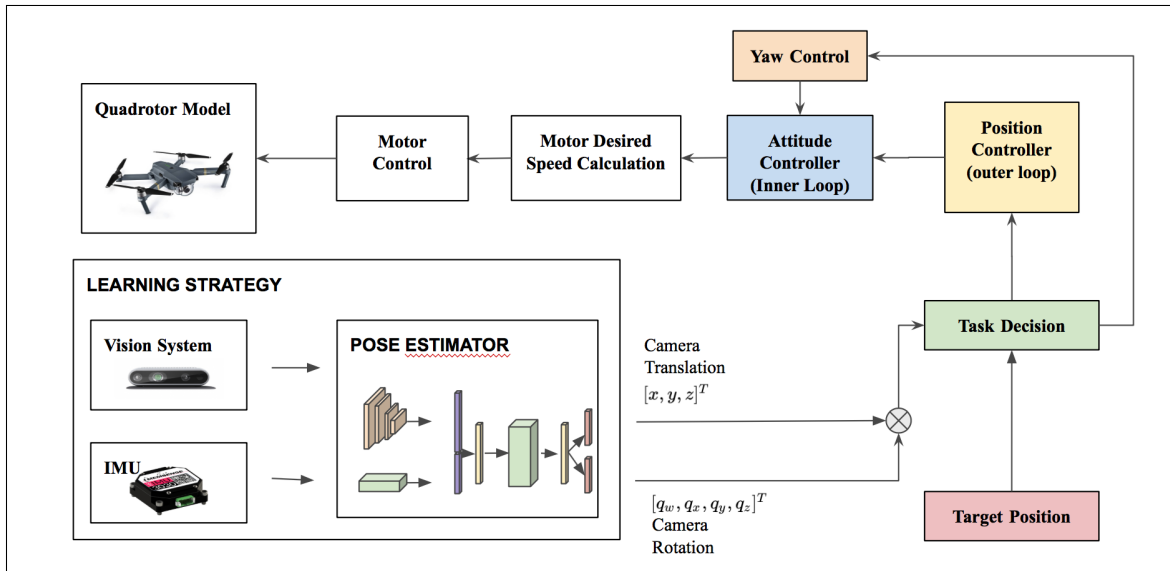 Yaw Control
Quadrotor Model
Motor
Control
Motor Desired
Speed Calculation
Attitude
Controller
(Inner Loop)
Position
Controller
(outer loop)
LEARNING STRATEGY
Vision System
POSE ESTIMATOR
IMU
Camera
Translation
[x, y, z]^T
[q_w, q_x, q_y, q_z]^T
Camera
Rotation
Task Decision
Target Position